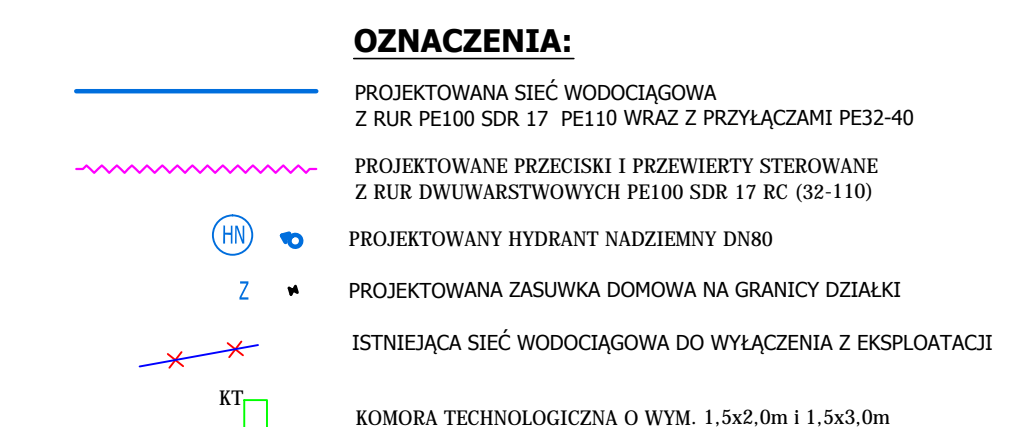 OZNACZENIA:
PROJEKTOWANA SIEĆ WODOCIĄGOWA
Z RUR PE100 SDR 17 PE110 WRAZ Z PRZYŁĄCZAMI PE32-40
PROJEKTOWANE PRZECISKI I PRZEWIERTY STEROWANE
Z RUR DWUWARSTWOWYCH PE100 SDR 17 RC (32-110)
HN PROJEKTOWANY HYDRANT NADZIEMNY DN80
Z PROJEKTOWANA ZASUWKA DOMOWA NA GRANICY DZIAŁKI
ISTNIEJĄCA SIEĆ WODOCIĄGOWA DO WYŁĄCZENIA Z EKSPLOATACJI
KT
KOMORA TECHNOLOGICZNA O WYM. 1,5x2,0m i 1,5x3,0m